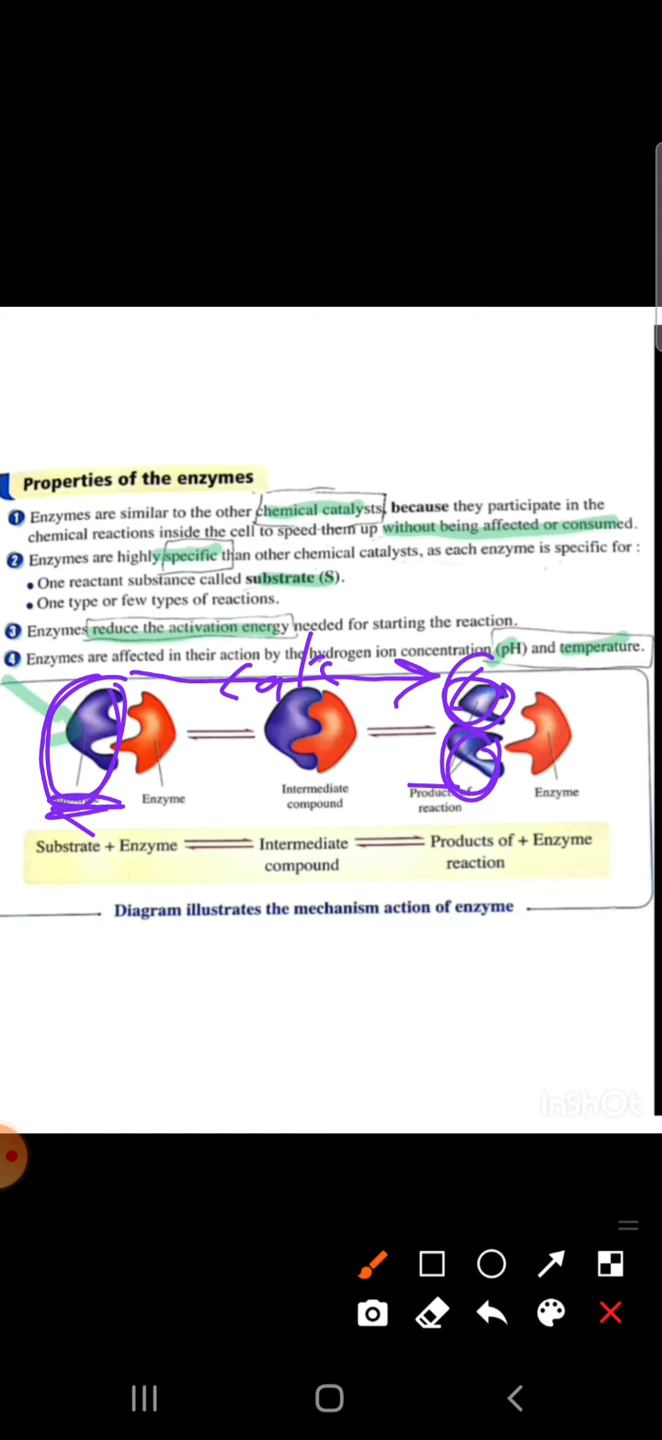 Properties of the enzymes
1 Enzymes are similar to the other chemical catalysts, because they participate in the
chemical reactions inside the cell to speed them up without being affected or consumed.
2 Enzymes are highly specific than other chemical catalysts, as each enzyme is specific for :
• One reactant substance called substrate (S).
• One type or few types of reactions.
3 Enzymes reduce the activation energy needed for starting the reaction.
4 Enzymes are affected in their action by the hydrogen ion concentration (pH) and temperature.
Enzyme
Intermediate
compound
Product of
reaction
Enzyme
Substrate + Enzyme Intermediate Products of + Enzyme
compound reaction
Diagram illustrates the mechanism action of enzyme
InShOt